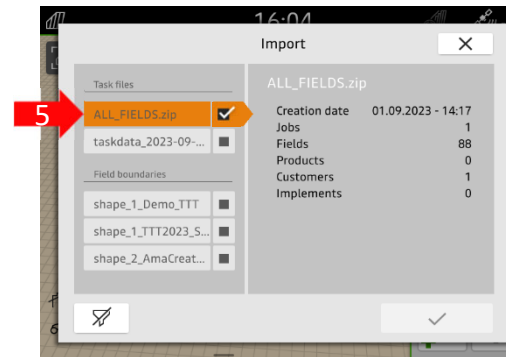 16:04
Import
5
Task files
ALL_FIELDS.zip
taskdata_2023-09-...
Field boundaries
shape_1_Demo_TTT
shape_1_TTT2023_S...
shape_2_AmaCreat...
ALL_FIELDS.zip
Creation date 01.09.2023 - 14:17
Jobs 1
Fields 88
Products 0
Customers 1
Implements 0